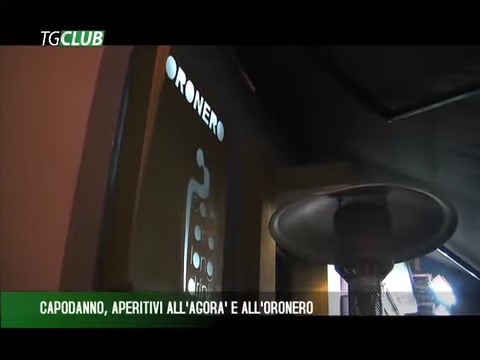 TGCLUB
ORONERO
CAPODANNO, APERITIVI ALL'AGORA' E ALL'ORONERO